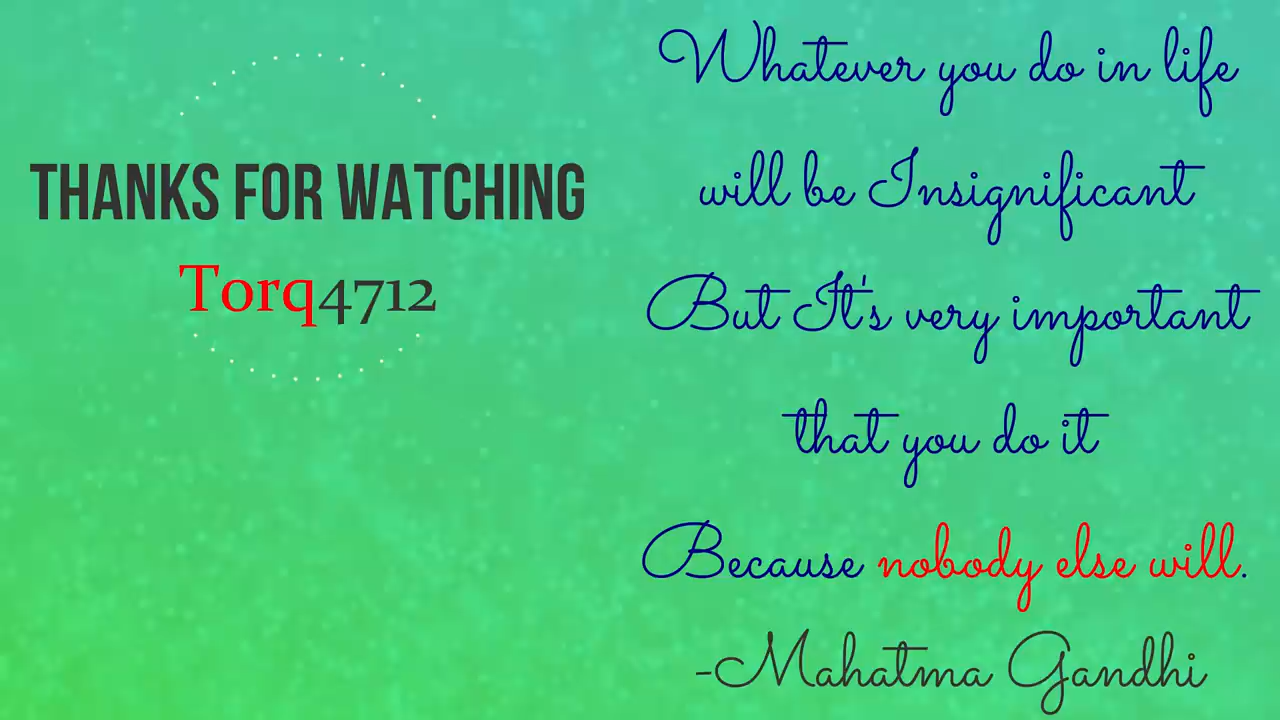 THANKS FOR WATCHING
Torq4712
Whatever you do in life
will be Insignificant
But It's very important
that you do it
Because nobody else will.
-Mahatma Gandhi